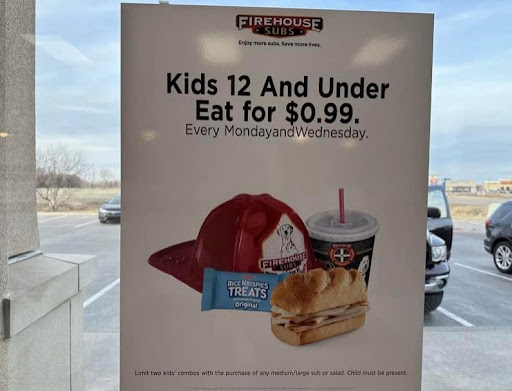 FIREHOUSE
SUBS
Enjoy more subs. Save more lives.
Kids 12 And Under
Eat for $0.99.
Every MondayandWednesday.
FIREHOUSE
SUBS
RICE KRISPIES
TREATS
Original
Limit two kids' combos with the purchase of any medium/large sub or salad. Child must be present.